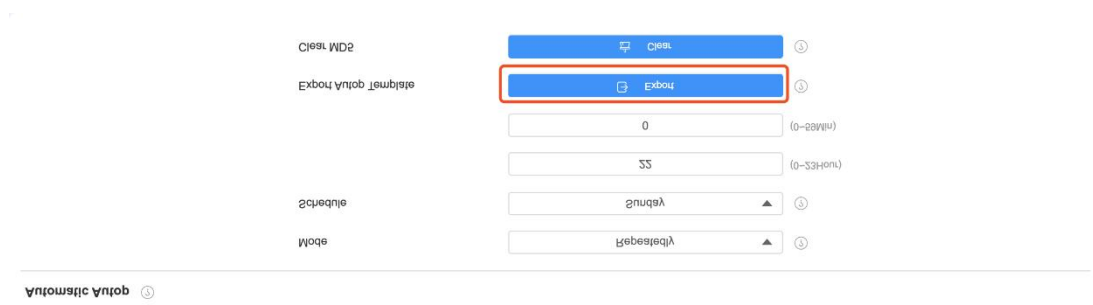 Automatic Autop
Mode Repeatedly
Schedule Sunday
22 (0~23Hour)
0 (0~59Min)
Export Autop Template Export
Clear MD5 Clear